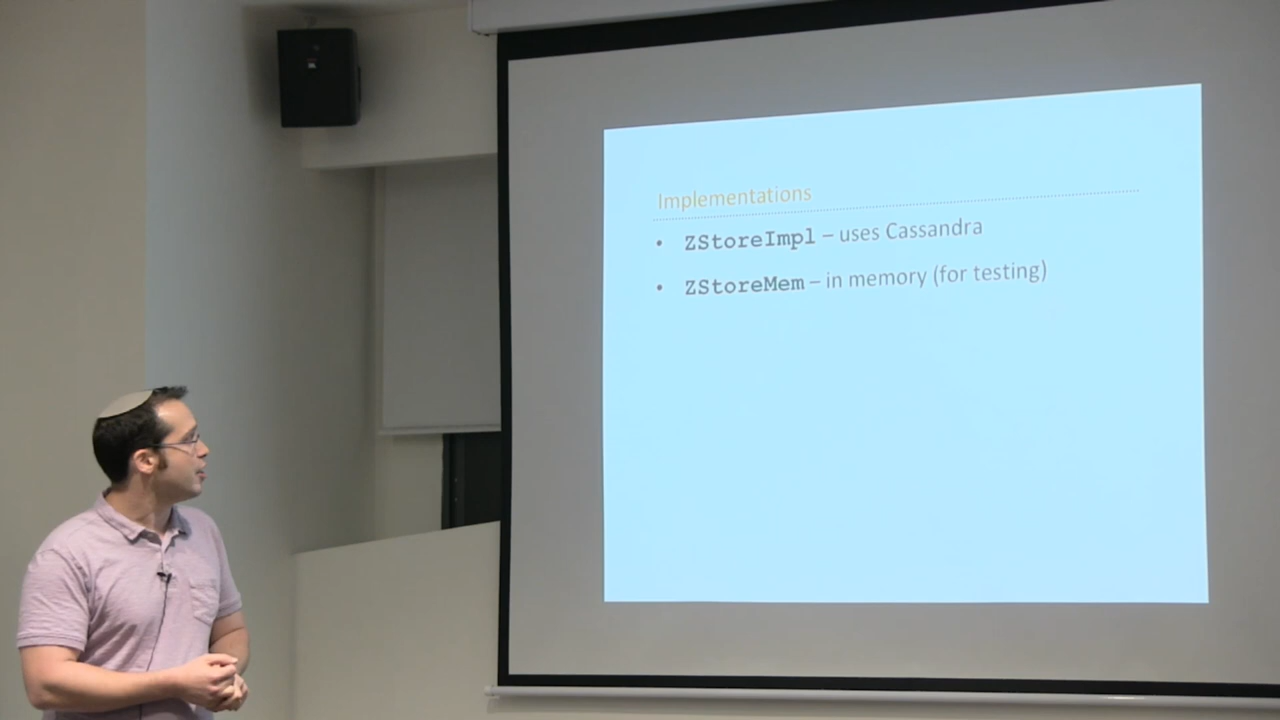 Implementations
• ZStoreImpl – uses Cassandra
• ZStoreMem – in memory (for testing)